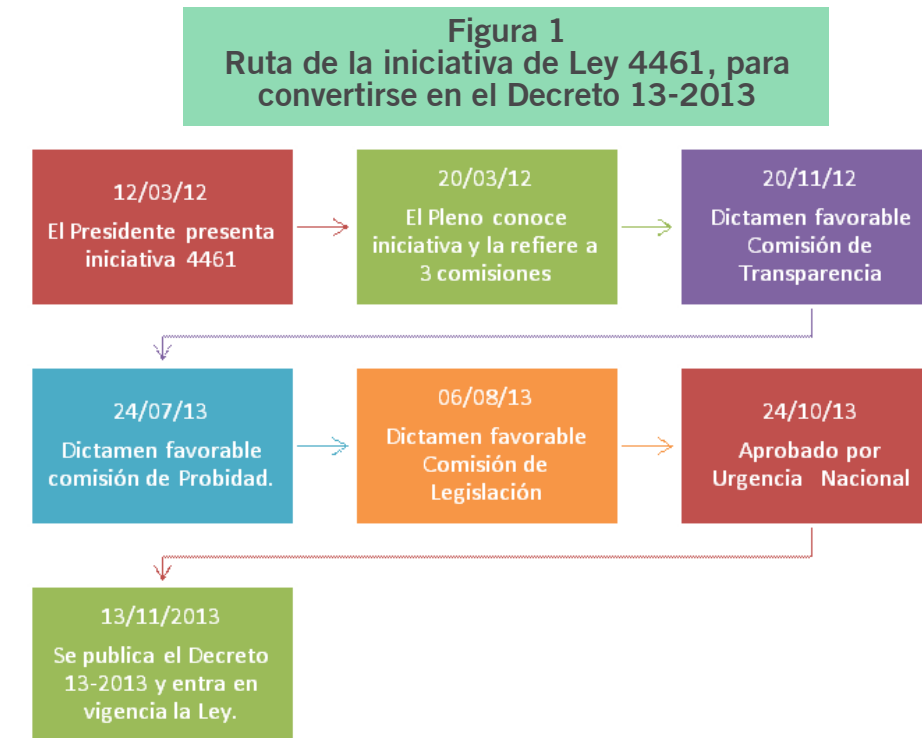 Figura 1
Ruta de la iniciativa de Ley 4461, para
convertirse en el Decreto 13-2013
12/03/12
El Presidente presenta
iniciativa 4461
20/03/12
El Pleno conoce
iniciativa y la refiere a
3 comisiones
20/11/12
Dictamen favorable
Comisión de
Transparencia
24/07/13
Dictamen favorable
comisión de Probidad.
06/08/13
Dictamen favorable
Comisión de
Legislación
24/10/13
Aprobado por
Urgencia Nacional
13/11/2013
Se publica el Decreto
13-2013 y entra en
vigencia la Ley.